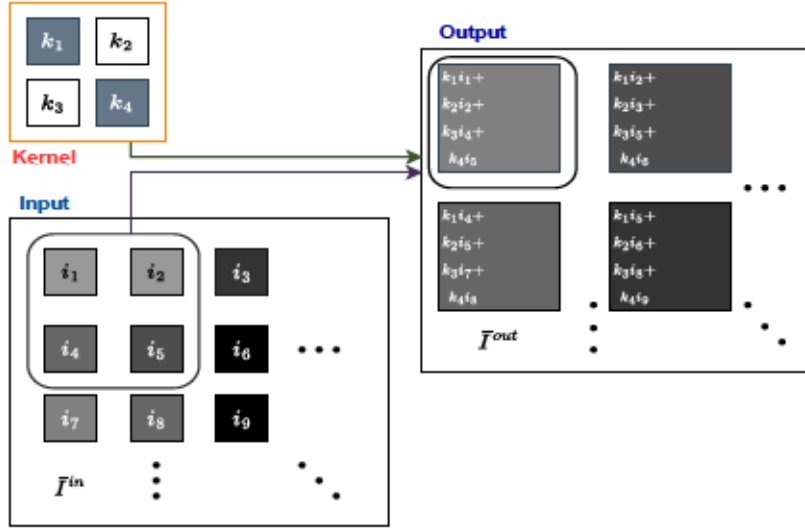 k₁ k₂
k₃ k₄
Kernel
Input
i₁ i₂ i₃
i₄ i₅ i₆ •••
i₇ i₈ i₉
Īⁱⁿ
Output
k₁i₁+
k₂i₂+
k₃i₄+
k₄i₅
k₁i₂+
k₂i₃+
k₃i₅+
k₄i₆
k₁i₄+
k₂i₅+
k₃i₇+
k₄i₈
k₁i₅+
k₂i₆+
k₃i₈+
k₄i₉
Īᵒᵘᵗ